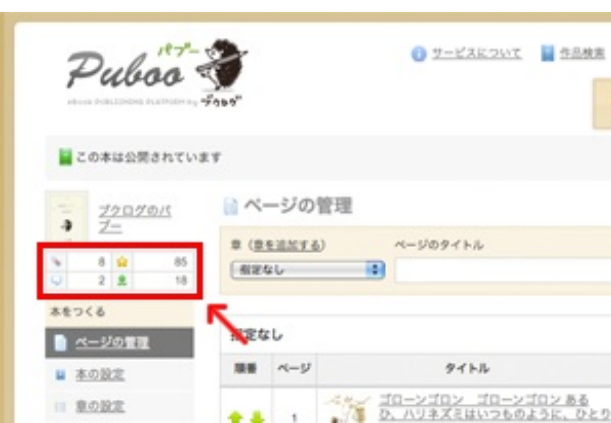 パブー
Puboo
eBook PUBLISHING PLATFORM by ブクログ
サービスについて
作品検索
この本は公開されています
ブクログのパ
ブー
8 85
2 18
ページの管理
章（章を追加する） ページのタイトル
指定なし
本をつくる
ページの管理
本の設定
章の設定
指定なし
順番 ページ タイトル
1
ゴローンゴロン　ゴローンゴロン ある
ひ、ハリネズミはいつものように、ひとり